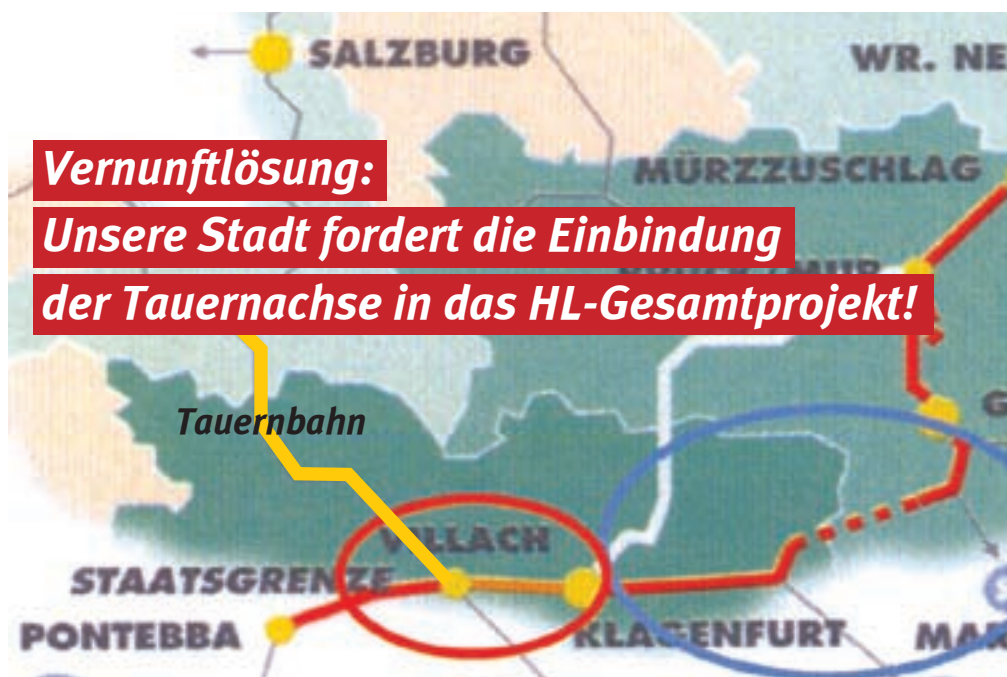 SALZBURG
WR. NE
Vernunftlösung:
MÜRZZUSCHLAG
Unsere Stadt fordert die Einbindung
der Tauernachse in das HL-Gesamtprojekt!
Tauernbahn
G
VILLACH
STAATSGRENZE
PONTEBBA
KLAGENFURT
MAR